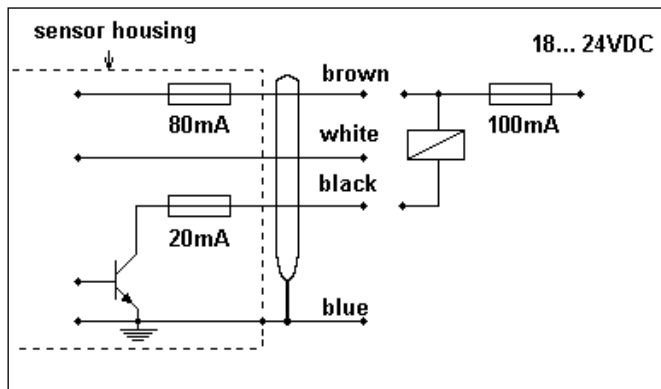 sensor housing
18... 24VDC
brown
80mA
100mA
white
black
20mA
blue